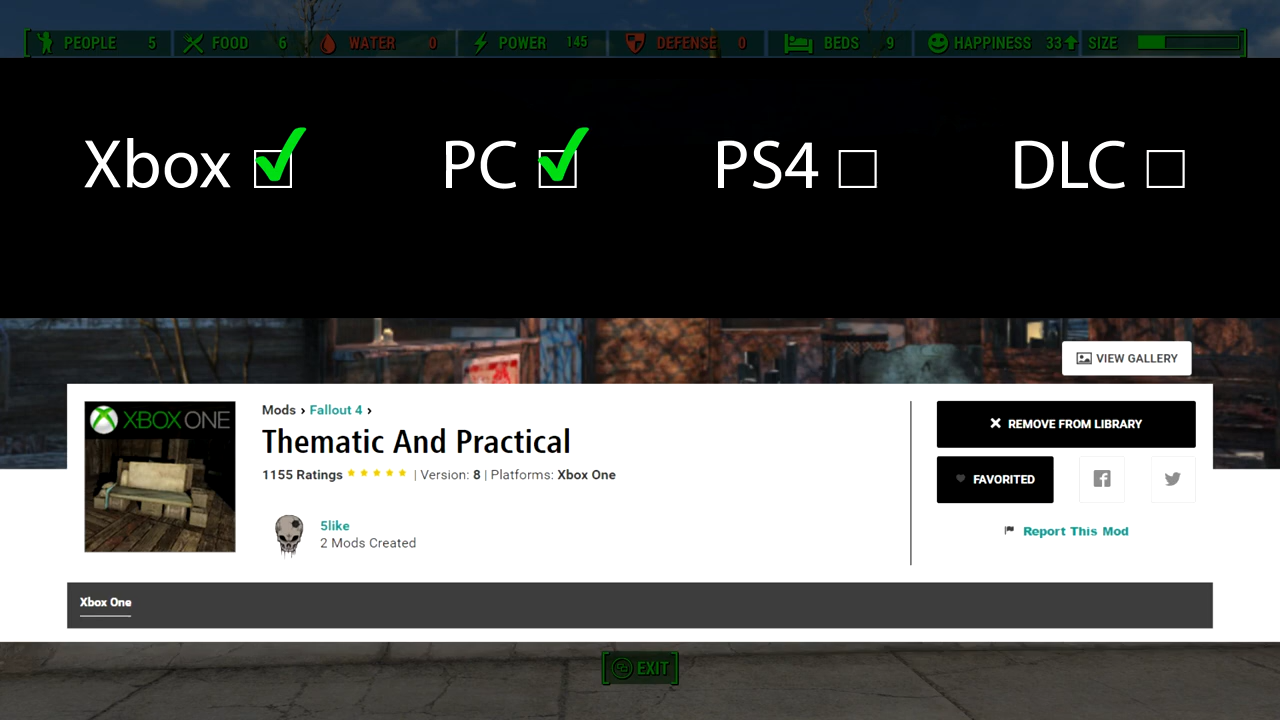 PEOPLE 5 FOOD 6 WATER 0 POWER 145 DEFENSE 0 BEDS 9 HAPPINESS 33 SIZE
Xbox PC PS4 DLC
VIEW GALLERY
XBOX ONE
Mods › Fallout 4 ›
Thematic And Practical
1155 Ratings | Version: 8 | Platforms: Xbox One
5like
2 Mods Created
REMOVE FROM LIBRARY
FAVORITED
Report This Mod
Xbox One
EXIT